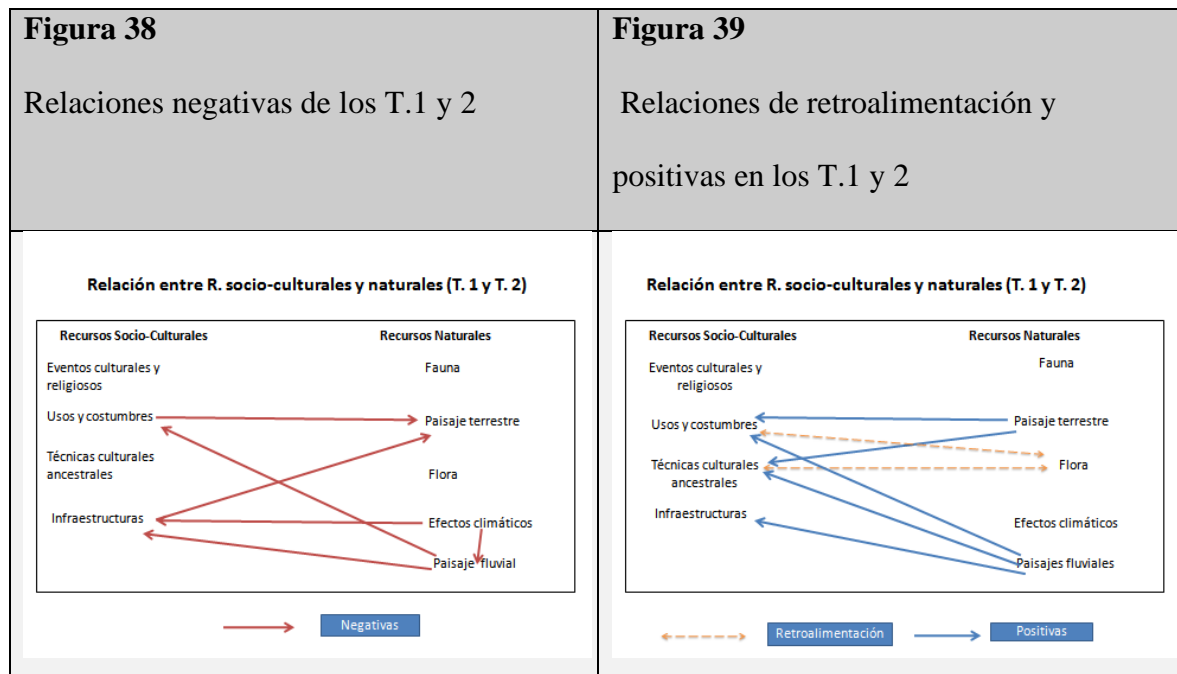 Figura 38
Relaciones negativas de los T.1 y 2
Figura 39
Relaciones de retroalimentación y
positivas en los T.1 y 2
Relación entre R. socio-culturales y naturales (T. 1 y T. 2)
Recursos Socio-Culturales
Recursos Naturales
Eventos culturales y
religiosos
Fauna
Usos y costumbres
Paisaje terrestre
Técnicas culturales
ancestrales
Flora
Infraestructuras
Efectos climáticos
Paisaje fluvial
Negativas
Relación entre R. socio-culturales y naturales (T. 1 y T. 2)
Recursos Socio-Culturales
Recursos Naturales
Eventos culturales y
religiosos
Fauna
Usos y costumbres
Paisaje terrestre
Técnicas culturales
ancestrales
Flora
Infraestructuras
Efectos climáticos
Paisajes fluviales
Retroalimentación
Positivas